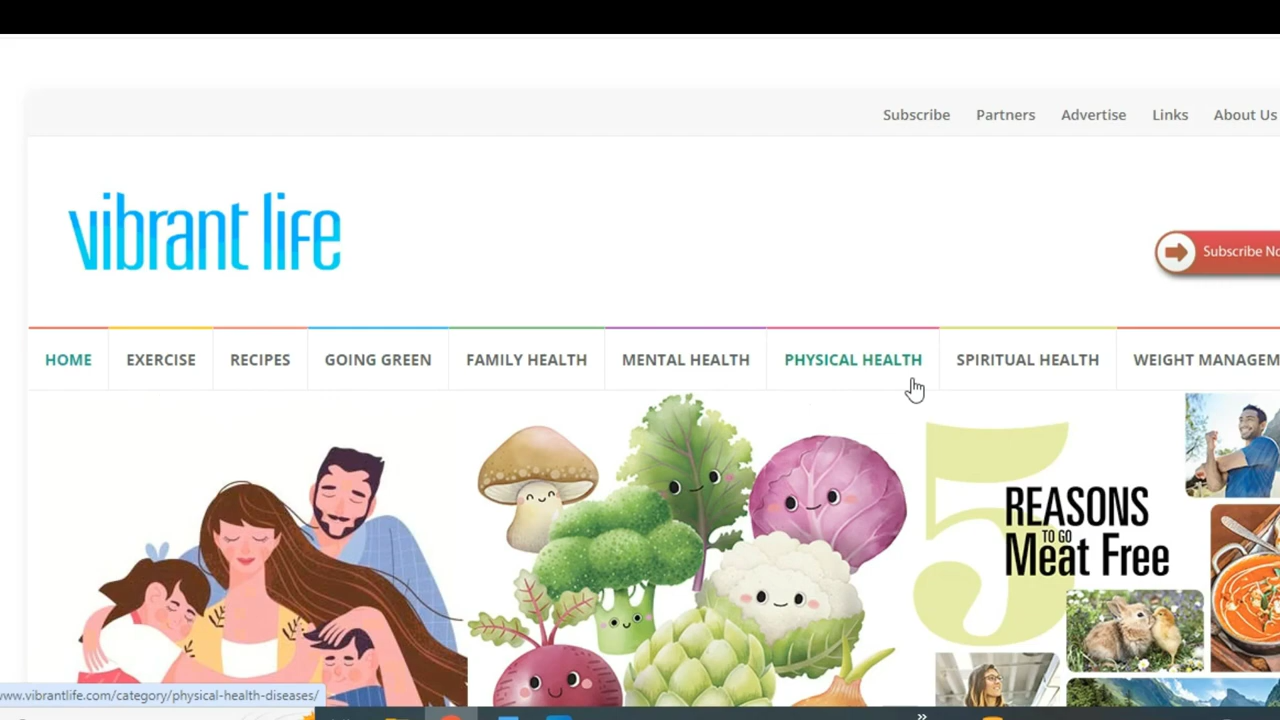 Subscribe Partners Advertise Links About Us
vibrant life
Subscribe No
HOME EXERCISE RECIPES GOING GREEN FAMILY HEALTH MENTAL HEALTH PHYSICAL HEALTH SPIRITUAL HEALTH WEIGHT MANAGEM
5
REASONS
TO GO
Meat Free
www.vibrantlife.com/category/physical-health-diseases/